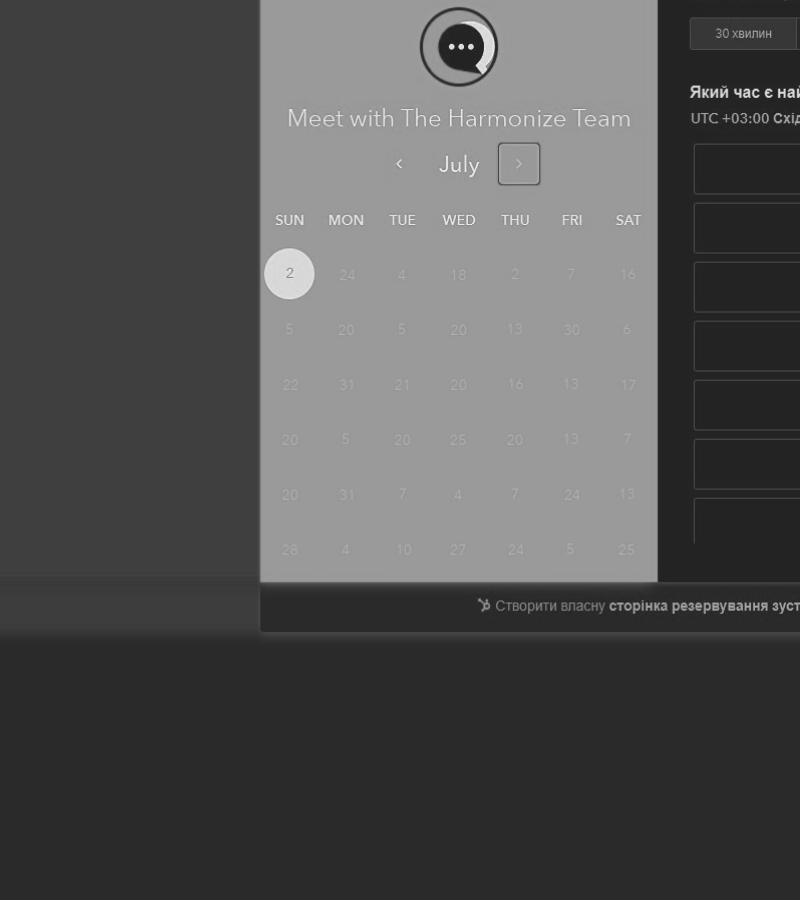 30 хвилин
Meet with The Harmonize Team
Який час є най
UTC +03:00 Схід
July
SUN MON TUE WED THU FRI SAT
2 24 4 18 2 7 16
5 20 5 20 13 30 6
22 31 21 20 16 13 17
20 5 20 25 20 13 7
20 31 7 4 7 24 13
28 4 10 27 24 5 25
Створити власну сторінка резервування зуст